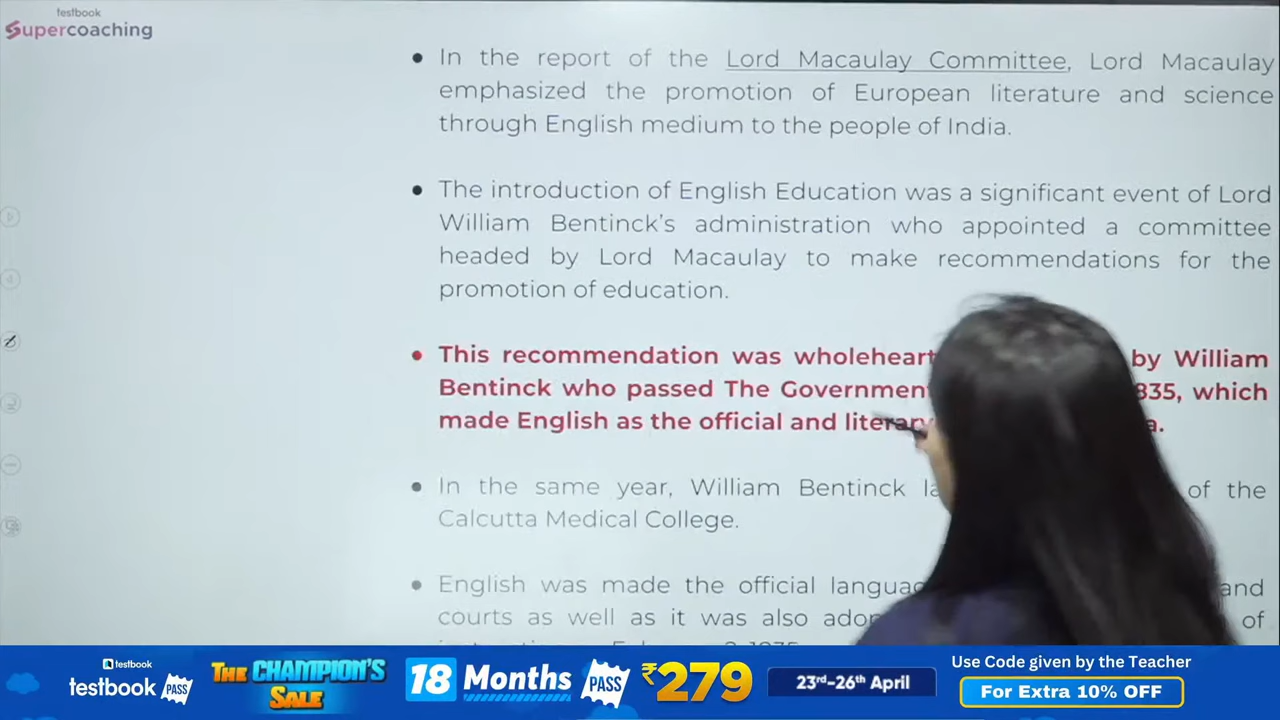 testbook
Supercoaching
• In the report of the Lord Macaulay Committee, Lord Macaulay
emphasized the promotion of European literature and science
through English medium to the people of India.
• The introduction of English Education was a significant event of Lord
William Bentinck's administration who appointed a committee
headed by Lord Macaulay to make recommendations for the
promotion of education.
• This recommendation was by William
Bentinck who passed The 835, which
made English as the official and literary
• In the same year, William Bentinck of the
Calcutta Medical College.
• English was made the official and
courts as well as it was also of
testbook
testbook PASS
THE CHAMPION'S
SALE
18 Months PASS ₹279
23rd-26th April
Use Code given by the Teacher
For Extra 10% OFF